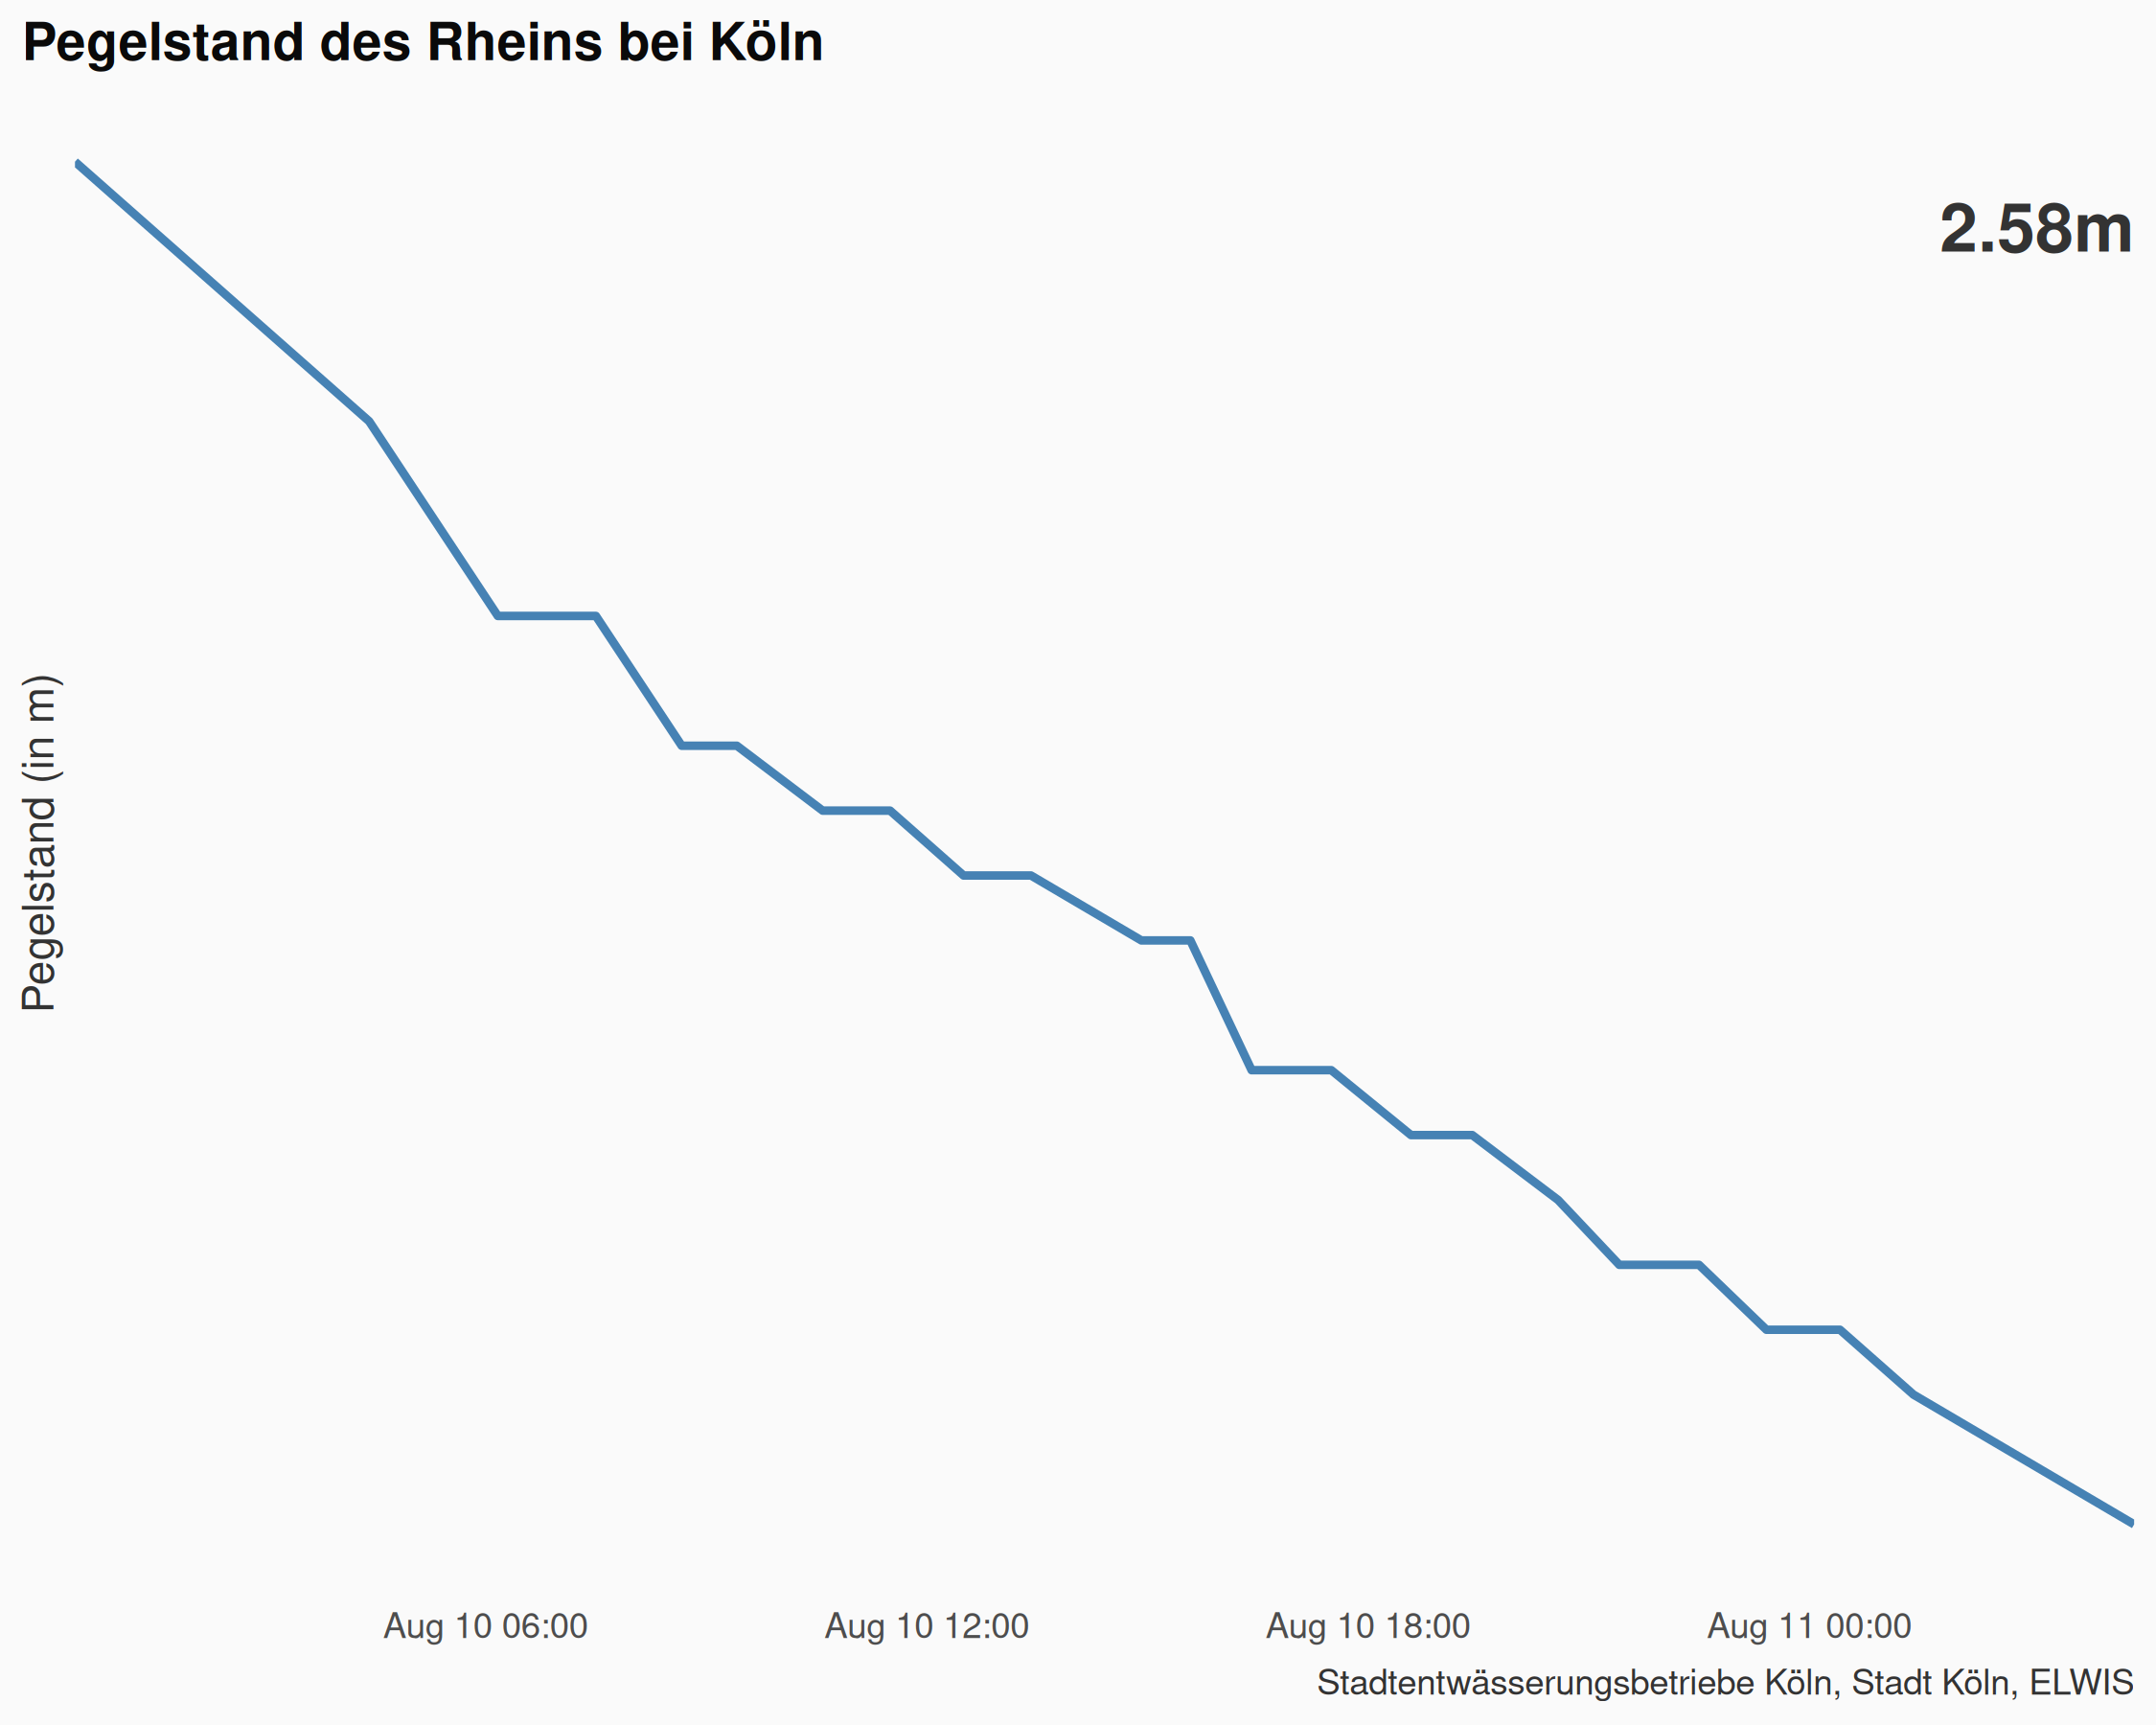 Pegelstand des Rheins bei Köln
2.58m
Pegelstand (in m)
Aug 10 06:00
Aug 10 12:00
Aug 10 18:00
Aug 11 00:00
Stadtentwässerungsbetriebe Köln, Stadt Köln, ELWIS